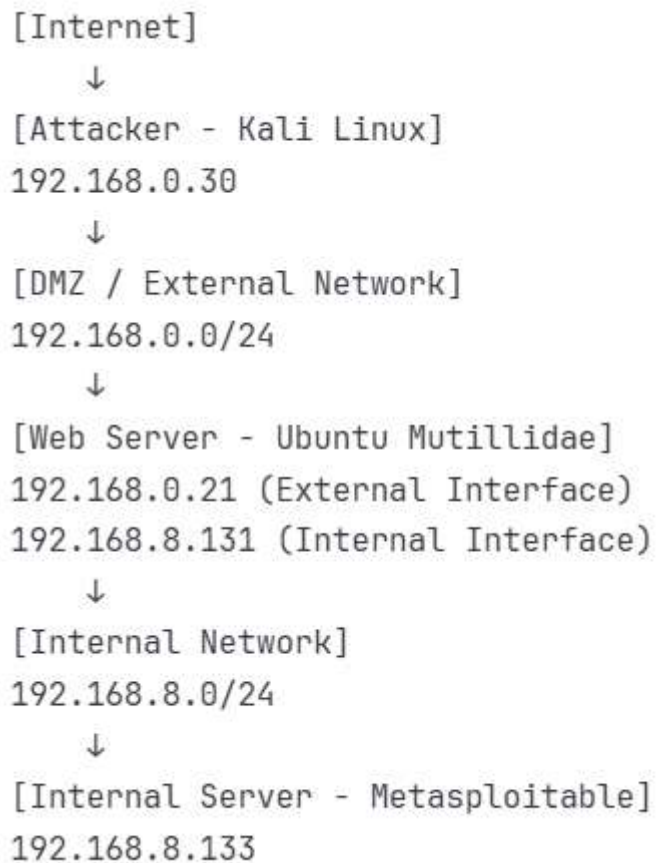 [Internet]
↓
[Attacker - Kali Linux]
192.168.0.30
↓
[DMZ / External Network]
192.168.0.0/24
↓
[Web Server - Ubuntu Mutillidae]
192.168.0.21 (External Interface)
192.168.8.131 (Internal Interface)
↓
[Internal Network]
192.168.8.0/24
↓
[Internal Server - Metasploitable]
192.168.8.133